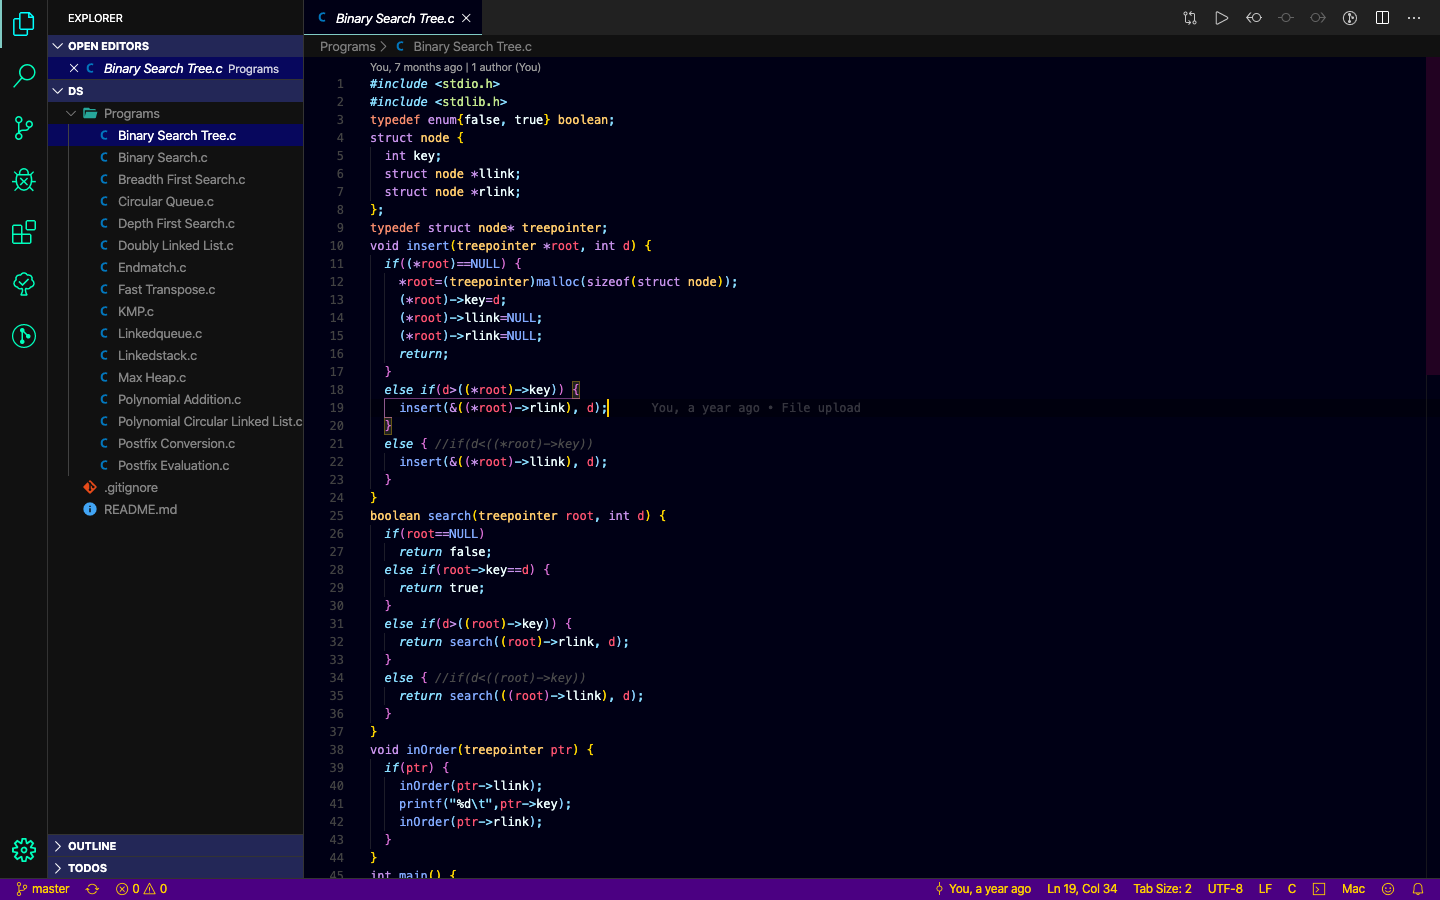 EXPLORER
OPEN EDITORS
Binary Search Tree.c Programs
DS
Programs
Binary Search Tree.c
Binary Search.c
Breadth First Search.c
Circular Queue.c
Depth First Search.c
Doubly Linked List.c
Endmatch.c
Fast Transpose.c
KMP.c
Linkedqueue.c
Linkedstack.c
Max Heap.c
Polynomial Addition.c
Polynomial Circular Linked List.c
Postfix Conversion.c
Postfix Evaluation.c
.gitignore
README.md
OUTLINE
TODOS
C Binary Search Tree.c
Programs > C Binary Search Tree.c
You, 7 months ago | 1 author (You)
1 #include <stdio.h>
2 #include <stdlib.h>
3 typedef enum{false, true} boolean;
4 struct node {
5 int key;
6 struct node *llink;
7 struct node *rlink;
8 };
9 typedef struct node* treepointer;
10 void insert(treepointer *root, int d) {
11 if((*root)==NULL) {
12 *root=(treepointer)malloc(sizeof(struct node));
13 (*root)->key=d;
14 (*root)->llink=NULL;
15 (*root)->rlink=NULL;
16 return;
17 }
18 else if(d>((*root)->key)) {
19 insert(&((*root)->rlink), d); You, a year ago • File upload
20 }
21 else { //if(d<((*root)->key))
22 insert(&((*root)->llink), d);
23 }
24 }
25 boolean search(treepointer root, int d) {
26 if(root==NULL)
27 return false;
28 else if(root->key==d) {
29 return true;
30 }
31 else if(d>((root)->key)) {
32 return search((root)->rlink, d);
33 }
34 else { //if(d<((root)->key))
35 return search(((root)->llink), d);
36 }
37 }
38 void inOrder(treepointer ptr) {
39 if(ptr) {
40 inOrder(ptr->llink);
41 printf("%d\t",ptr->key);
42 inOrder(ptr->rlink);
43 }
44 }
45 int main() {
master 0 0 You, a year ago Ln 19, Col 34 Tab Size: 2 UTF-8 LF C Mac